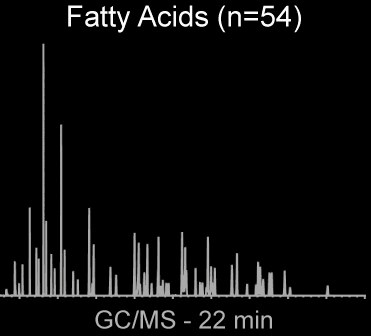 Fatty Acids (n=54)
GC/MS - 22 min